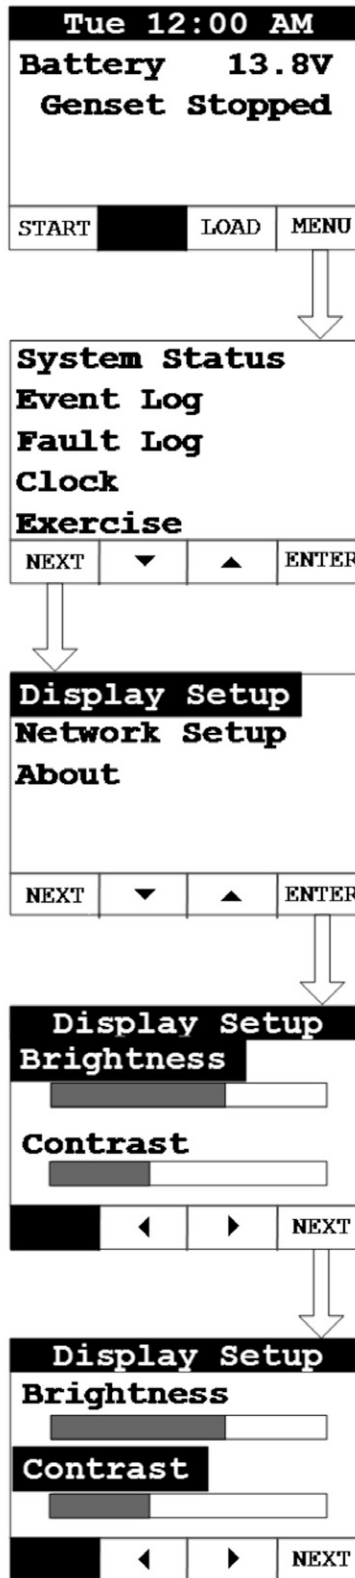 Tue 12:00 AM
Battery 13.8V
Genset Stopped
START LOAD MENU
System Status
Event Log
Fault Log
Clock
Exercise
NEXT ▼ ▲ ENTER
Display Setup
Network Setup
About
NEXT ▼ ▲ ENTER
Display Setup
Brightness
Contrast
◀ ▶ NEXT
Display Setup
Brightness
Contrast
◀ ▶ NEXT